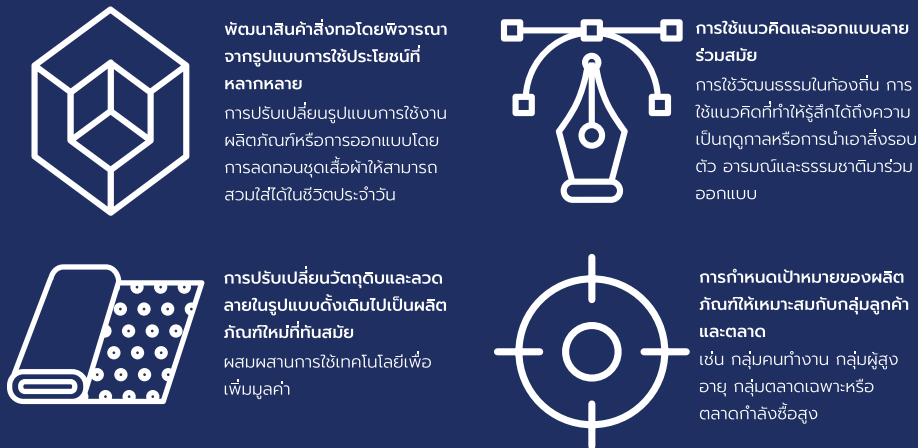 พัฒนาสินค้าสิ่งทอโดยพิจารณา
จากรูปแบบการใช้ประโยชน์ที่
หลากหลาย
การปรับเปลี่ยนรูปแบบการใช้งาน
ผลิตภัณฑ์หรือการออกแบบโดย
การลดทอนชุดเสื้อผ้าให้สามารถ
สวมใส่ได้ในชีวิตประจำวัน
การใช้แนวคิดและออกแบบลาย
ร่วมสมัย
การใช้วัฒนธรรมในท้องถิ่น การ
ใช้แนวคิดที่ทำให้รู้สึกได้ถึงความ
เป็นฤดูกาลหรือการนำเอาสิ่งรอบ
ตัว อารมณ์และธรรมชาติมาร่วม
ออกแบบ
การปรับเปลี่ยนวัตถุดิบและลวด
ลายในรูปแบบดั้งเดิมไปเป็นผลิต
ภัณฑ์ใหม่ที่ทันสมัย
ผสมผสานการใช้เทคโนโลยีเพื่อ
เพิ่มมูลค่า
การกำหนดเป้าหมายของผลิต
ภัณฑ์ให้เหมาะสมกับกลุ่มลูกค้า
และตลาด
เช่น กลุ่มคนทำงาน กลุ่มผู้สูง
อายุ กลุ่มตลาดเฉพาะหรือ
ตลาดกำลังซื้อสูง